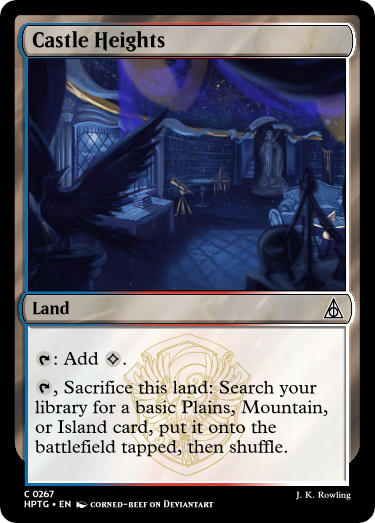 Castle Heights
Land
: Add .
, Sacrifice this land: Search your
library for a basic Plains, Mountain,
or Island card, put it onto the
battlefield tapped, then shuffle.
C 0267
J. K. Rowling
HPTG • EN CORNED-BEEF ON DEVIANTART